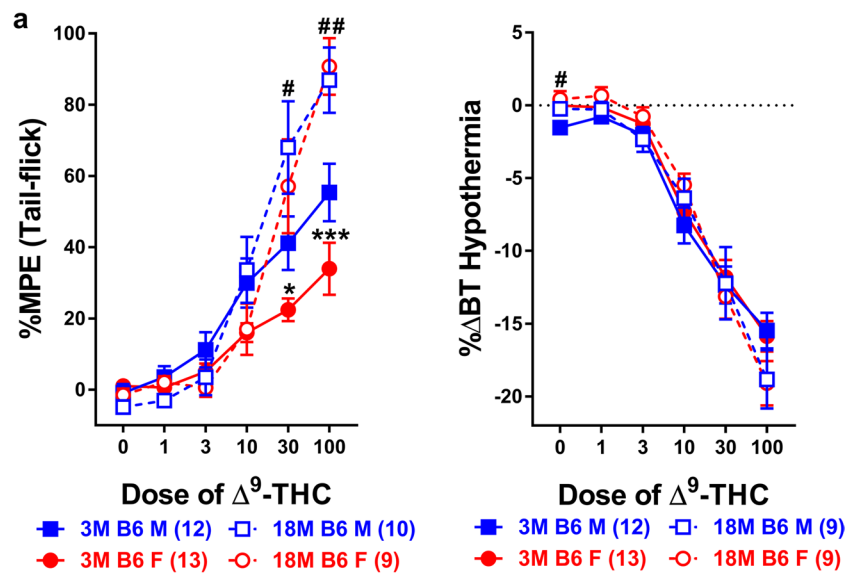 a
%MPE (Tail-flick)
100
80
60
40
20
0
#
##
***
*
0 1 3 10 30 100
Dose of Δ⁹-THC
3M B6 M (12) 18M B6 M (10)
3M B6 F (13) 18M B6 F (9)
%ΔBT Hypothermia
5
0
-5
-10
-15
-20
#
0 1 3 10 30 100
Dose of Δ⁹-THC
3M B6 M (12) 18M B6 M (9)
3M B6 F (13) 18M B6 F (9)